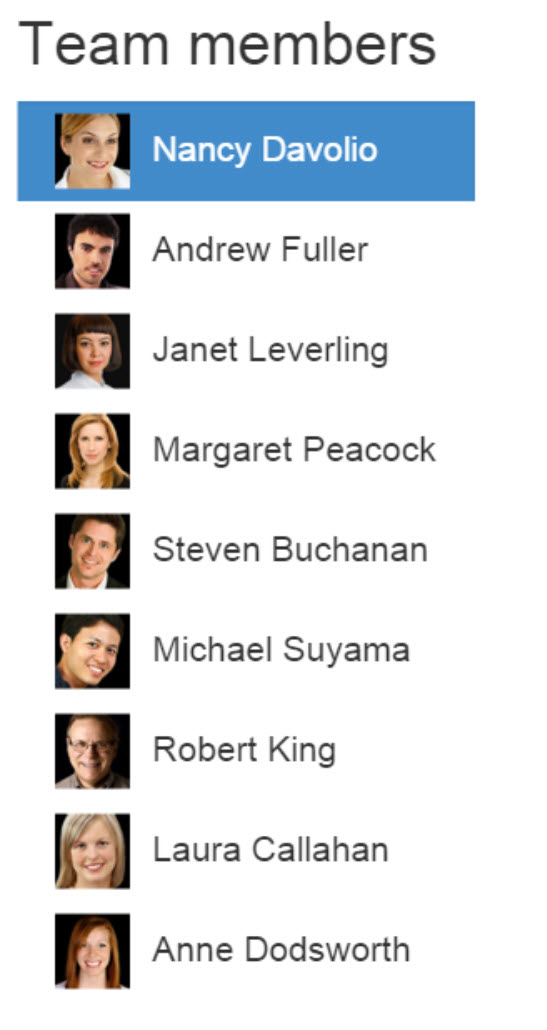 Team members
Nancy Davolio
Andrew Fuller
Janet Leverling
Margaret Peacock
Steven Buchanan
Michael Suyama
Robert King
Laura Callahan
Anne Dodsworth